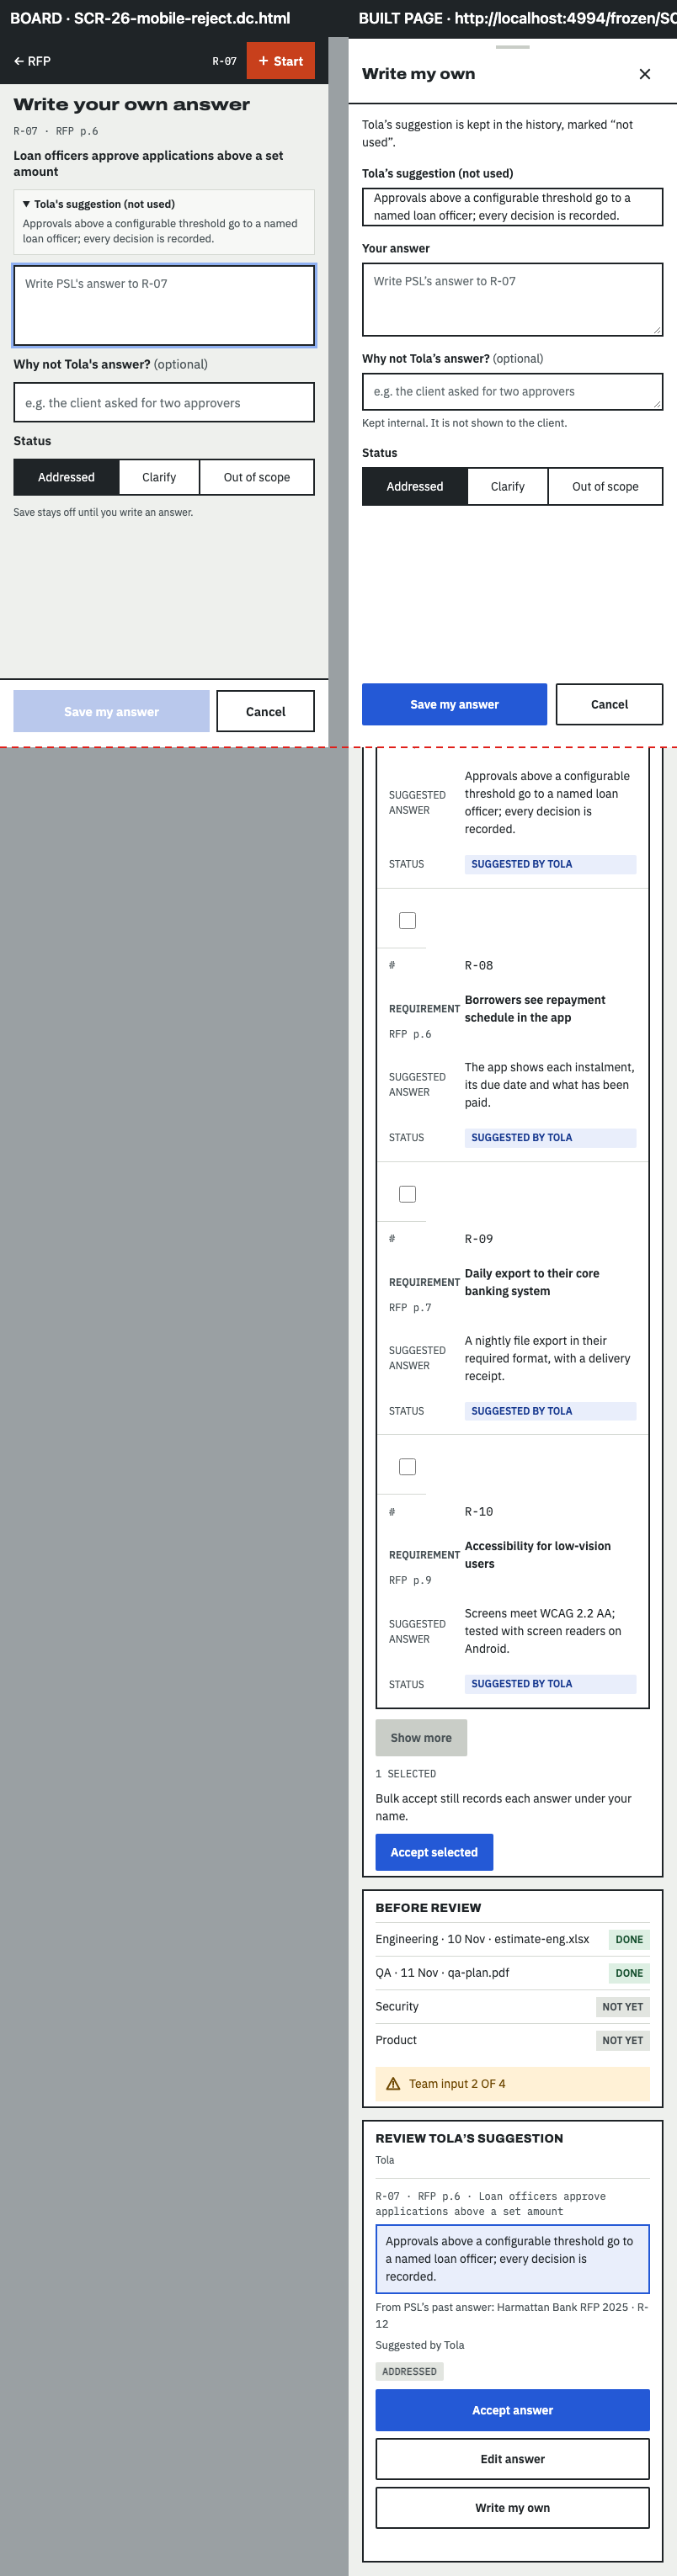 BOARD · SCR-26-mobile-reject.dc.html
← RFP
R-07
+ Start
Write your own answer
R-07 · RFP p.6
Loan officers approve applications above a set
amount
▼ Tola's suggestion (not used)
Approvals above a configurable threshold go to a named
loan officer; every decision is recorded.
Write PSL's answer to R-07
Why not Tola's answer? (optional)
e.g. the client asked for two approvers
Status
Addressed
Clarify
Out of scope
Save stays off until you write an answer.
Save my answer
Cancel
BUILT PAGE · http://localhost:4994/frozen/SC
Write my own
Tola’s suggestion is kept in the history, marked “not
used”.
Tola’s suggestion (not used)
Approvals above a configurable threshold go to a
named loan officer; every decision is recorded.
Your answer
Write PSL’s answer to R-07
Why not Tola’s answer? (optional)
e.g. the client asked for two approvers
Kept internal. It is not shown to the client.
Status
Addressed
Clarify
Out of scope
Save my answer
Cancel
SUGGESTED
ANSWER
Approvals above a configurable
threshold go to a named loan
officer; every decision is
recorded.
STATUS
SUGGESTED BY TOLA
#
R-08
REQUIREMENT
RFP p.6
Borrowers see repayment
schedule in the app
SUGGESTED
ANSWER
The app shows each instalment,
its due date and what has been
paid.
STATUS
SUGGESTED BY TOLA
#
R-09
REQUIREMENT
RFP p.7
Daily export to their core
banking system
SUGGESTED
ANSWER
A nightly file export in their
required format, with a delivery
receipt.
STATUS
SUGGESTED BY TOLA
#
R-10
REQUIREMENT
RFP p.9
Accessibility for low-vision
users
SUGGESTED
ANSWER
Screens meet WCAG 2.2 AA;
tested with screen readers on
Android.
STATUS
SUGGESTED BY TOLA
Show more
1 SELECTED
Bulk accept still records each answer under your
name.
Accept selected
BEFORE REVIEW
Engineering · 10 Nov · estimate-eng.xlsx
DONE
QA · 11 Nov · qa-plan.pdf
DONE
Security
NOT YET
Product
NOT YET
Team input 2 OF 4
REVIEW TOLA’S SUGGESTION
Tola
R-07 · RFP p.6 · Loan officers approve
applications above a set amount
Approvals above a configurable threshold go to
a named loan officer; every decision is
recorded.
From PSL’s past answer: Harmattan Bank RFP 2025 · R-
12
Suggested by Tola
ADDRESSED
Accept answer
Edit answer
Write my own